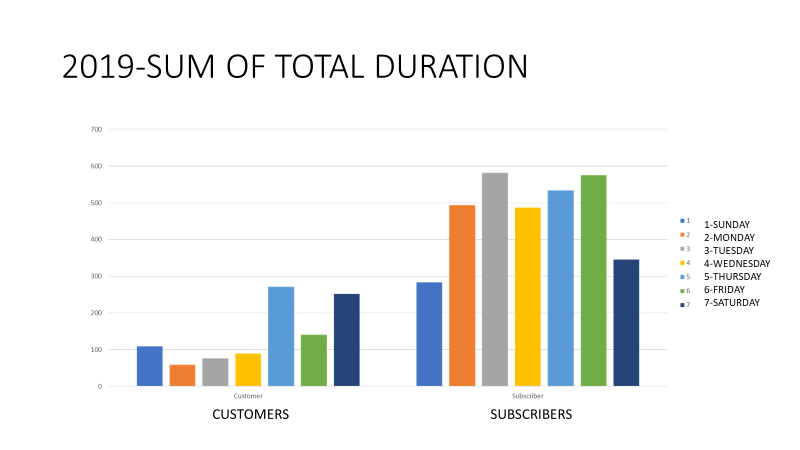 2019-SUM OF TOTAL DURATION
700
600
500
400
300
200
100
0
Customer
Subscriber
CUSTOMERS
SUBSCRIBERS
1
2
3
4
5
6
7
1-SUNDAY
2-MONDAY
3-TUESDAY
4-WEDNESDAY
5-THURSDAY
6-FRIDAY
7-SATURDAY